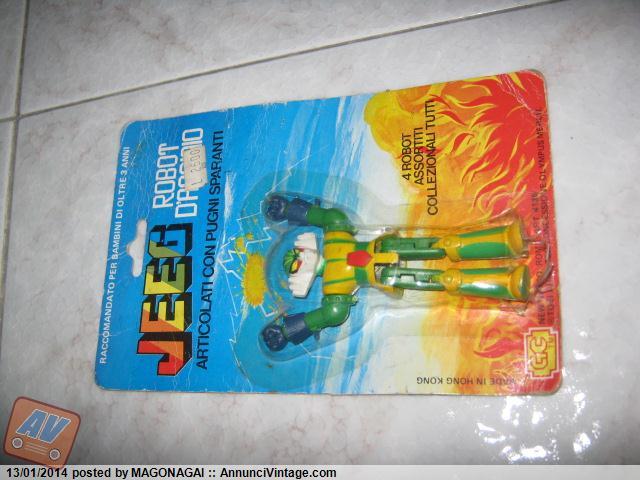 RACCOMANDATO PER BAMBINI DI OLTRE 3 ANNI
JEEG
ROBOT
D'ACCIAIO
ARTICOLATI CON PUGNI SPARANTI
4 ROBOT
ASSORTITI
COLLEZIONALI TUTTI
GC
MADE IN HONG KONG
AV
13/01/2014 posted by MAGONAGAI :: AnnunciVintage.com